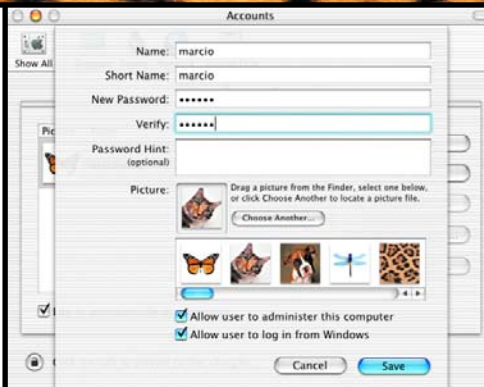 Accounts
Show All
Name: marcio
Short Name: marcio
New Password: ••••••
Verify: ••••••
Password Hint:
(optional)
Picture:
Drag a picture from the Finder, select one below,
or click Choose Another to locate a picture file.
Choose Another...
Allow user to administer this computer
Allow user to log in from Windows
Cancel
Save